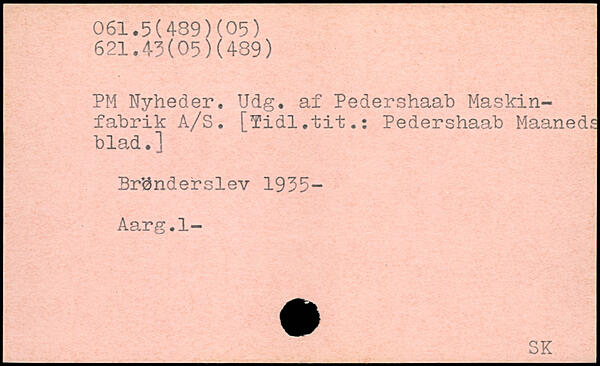 061.5(489)(05)
621.43(05)(489)
PM Nyheder. Udg. af Pedershaab Maskin-
fabrik A/S. [Tidl.tit.: Pedershaab Maaneds
blad.]
Brönderslev 1935-
Aarg.1-
SK